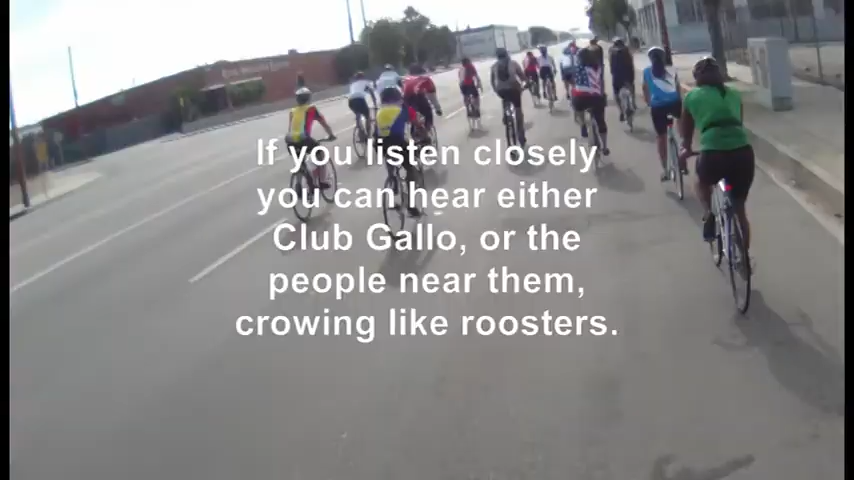 If you listen closely
you can hear either
Club Gallo, or the
people near them,
crowing like roosters.